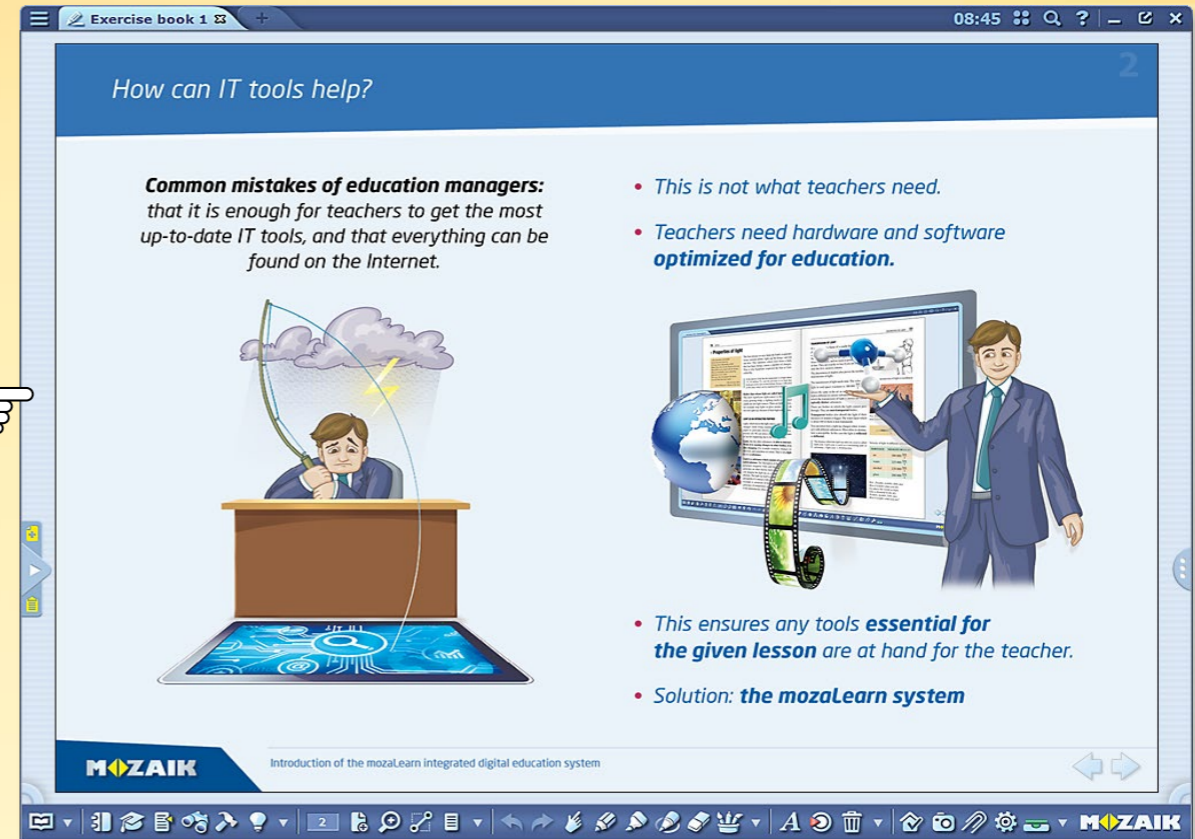 Exercise book 1
08:45
How can IT tools help?
2
Common mistakes of education managers:
that it is enough for teachers to get the most
up-to-date IT tools, and that everything can be
found on the Internet.
• This is not what teachers need.
• Teachers need hardware and software
optimized for education.
Properties of light
• This ensures any tools essential for
the given lesson are at hand for the teacher.
• Solution: the mozaLearn system
MOZAIK
Introduction of the mozaLearn integrated digital education system
2
A
MOZAIK